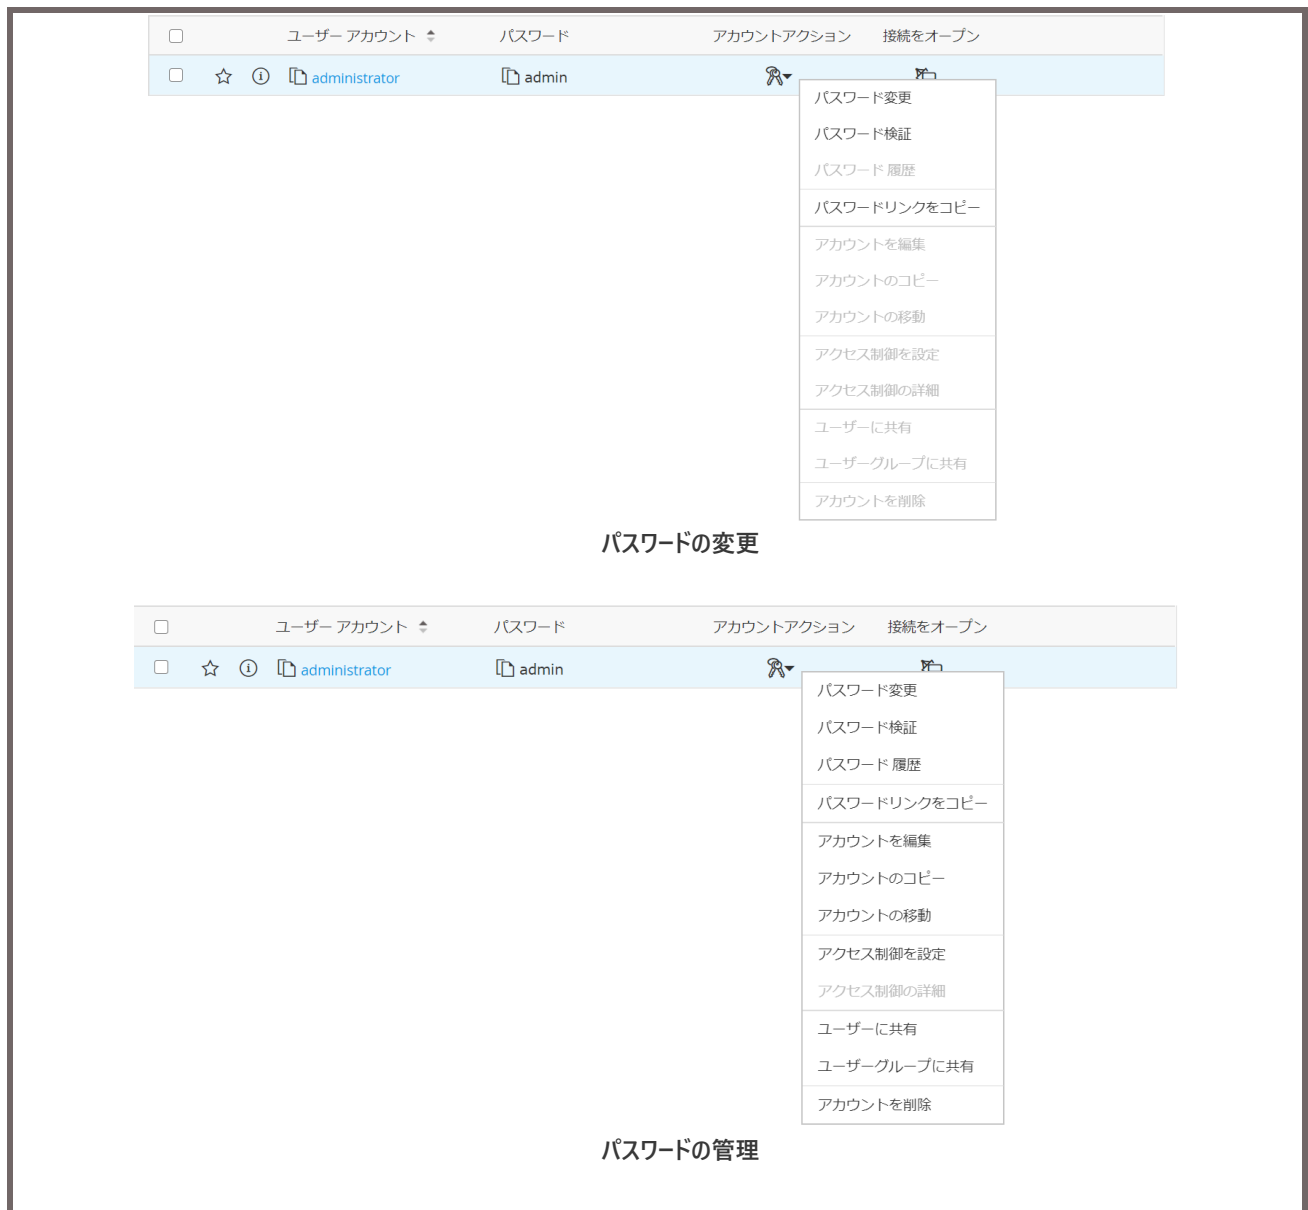 ユーザー アカウント パスワード アカウントアクション 接続をオープン
administrator admin
パスワード変更
パスワード検証
パスワード 履歴
パスワードリンクをコピー
アカウントを編集
アカウントのコピー
アカウントの移動
アクセス制御を設定
アクセス制御の詳細
ユーザーに共有
ユーザーグループに共有
アカウントを削除
パスワードの変更
ユーザー アカウント パスワード アカウントアクション 接続をオープン
administrator admin
パスワード変更
パスワード検証
パスワード 履歴
パスワードリンクをコピー
アカウントを編集
アカウントのコピー
アカウントの移動
アクセス制御を設定
アクセス制御の詳細
ユーザーに共有
ユーザーグループに共有
アカウントを削除
パスワードの管理